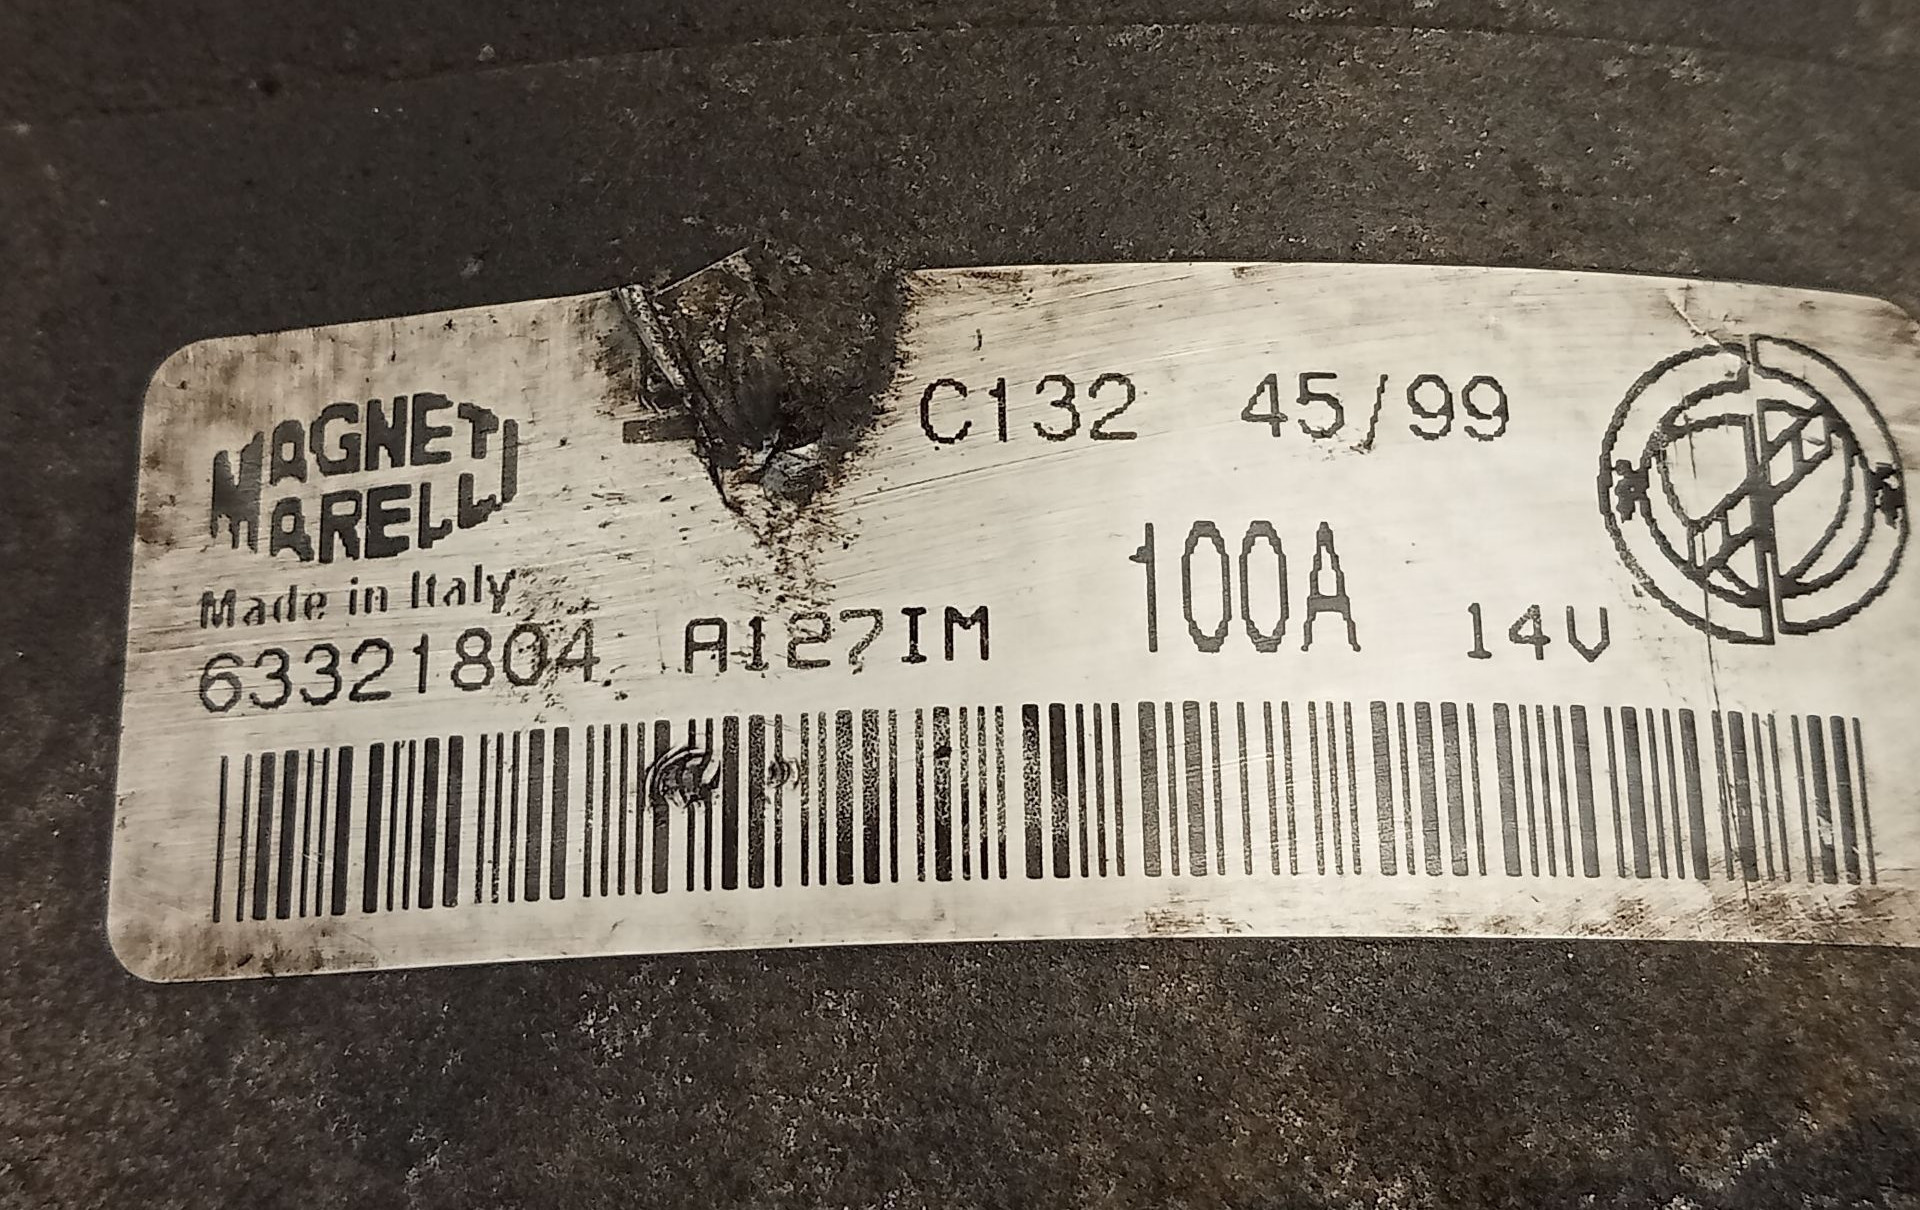 MAGNETI
MARELLI
Made in Italy
C132 45/99
63321804 A127IM 100A 14V